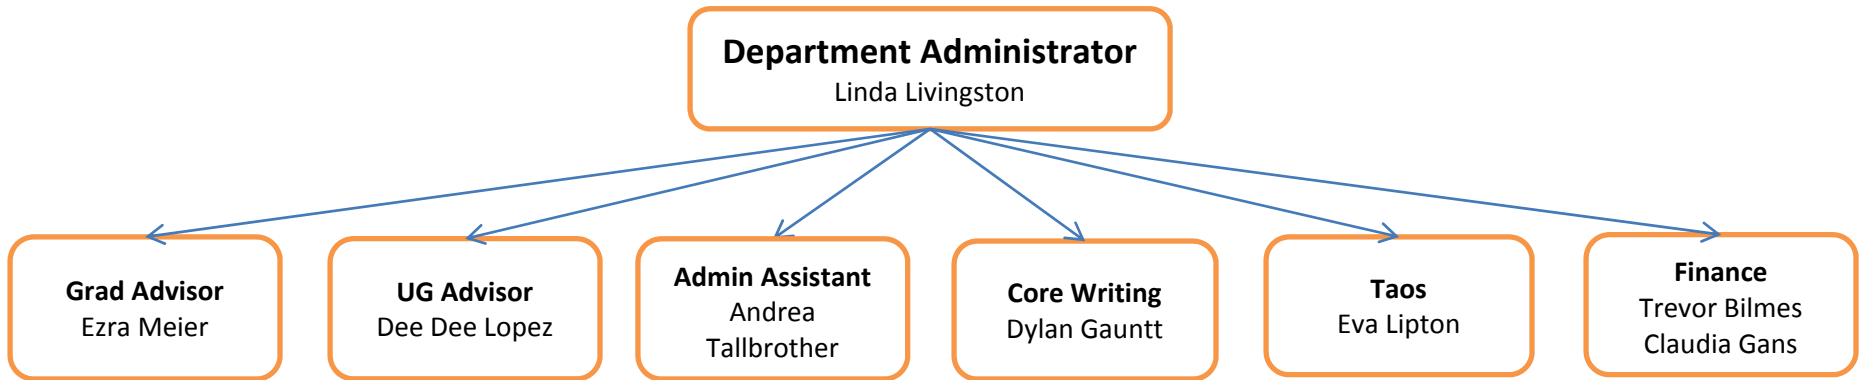 Department Administrator
Linda Livingston
Grad Advisor
Ezra Meier
UG Advisor
Dee Dee Lopez
Admin Assistant
Andrea
Tallbrother
Core Writing
Dylan Gauntt
Taos
Eva Lipton
Finance
Trevor Bilmes
Claudia Gans